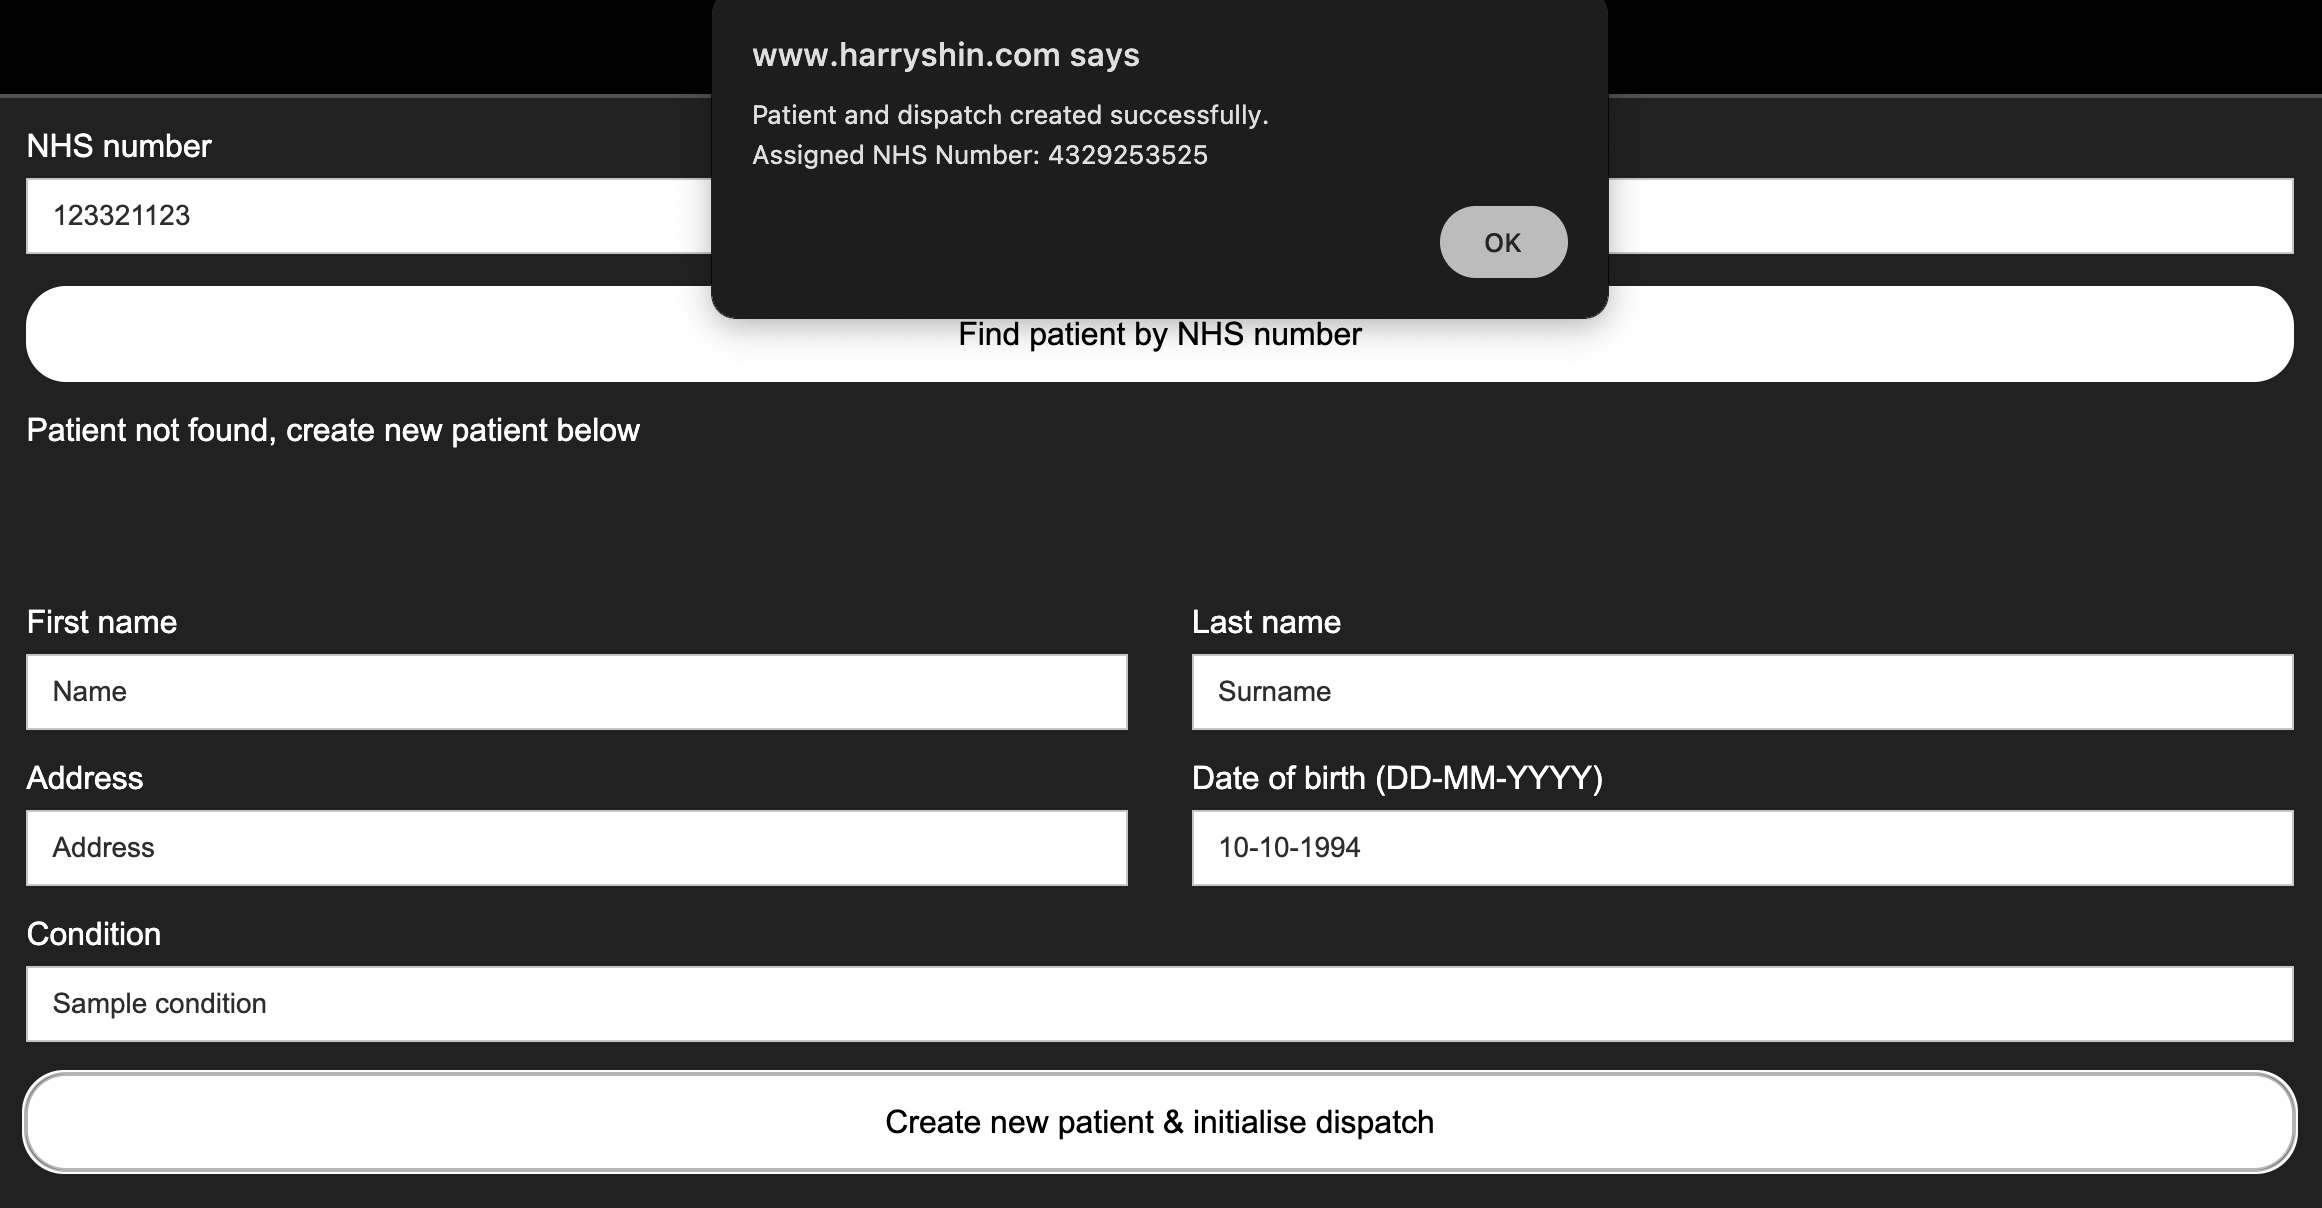 www.harryshin.com says
Patient and dispatch created successfully.
Assigned NHS Number: 4329253525
OK
NHS number
123321123
Find patient by NHS number
Patient not found, create new patient below
First name
Last name
Name
Surname
Address
Date of birth (DD-MM-YYYY)
Address
10-10-1994
Condition
Sample condition
Create new patient & initialise dispatch